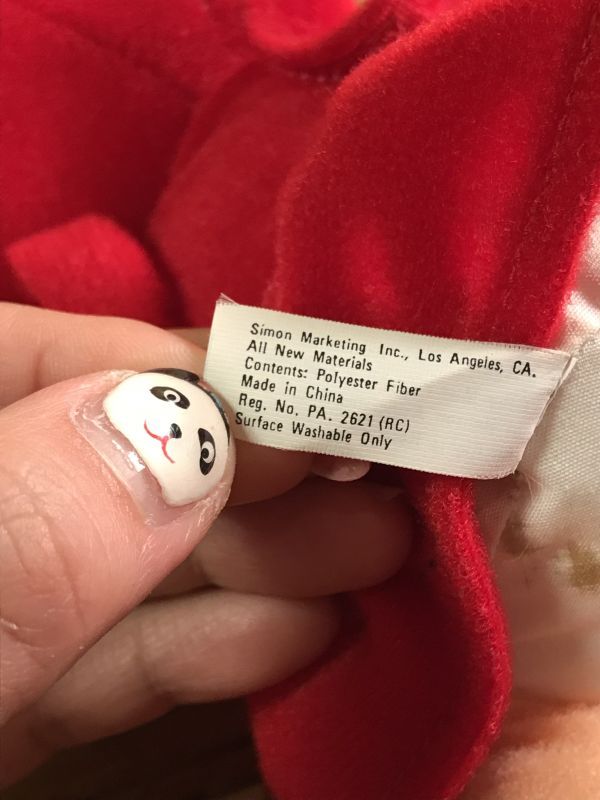 Simon Marketing Inc., Los Angeles, CA.
All New Materials
Contents: Polyester Fiber
Made in China
Reg. No. PA. 2621 (RC)
Surface Washable Only